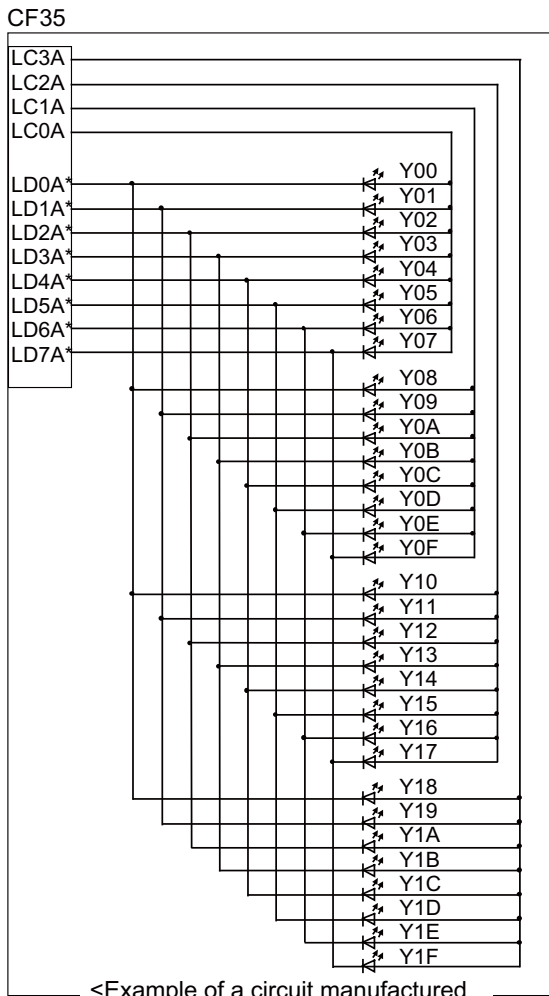 CF35
LC3A
LC2A
LC1A
LC0A
LD0A*
LD1A*
LD2A*
LD3A*
LD4A*
LD5A*
LD6A*
LD7A*
Y00
Y01
Y02
Y03
Y04
Y05
Y06
Y07
Y08
Y09
Y0A
Y0B
Y0C
Y0D
Y0E
Y0F
Y10
Y11
Y12
Y13
Y14
Y15
Y16
Y17
Y18
Y19
Y1A
Y1B
Y1C
Y1D
Y1E
Y1F
<Example of a circuit manufactured